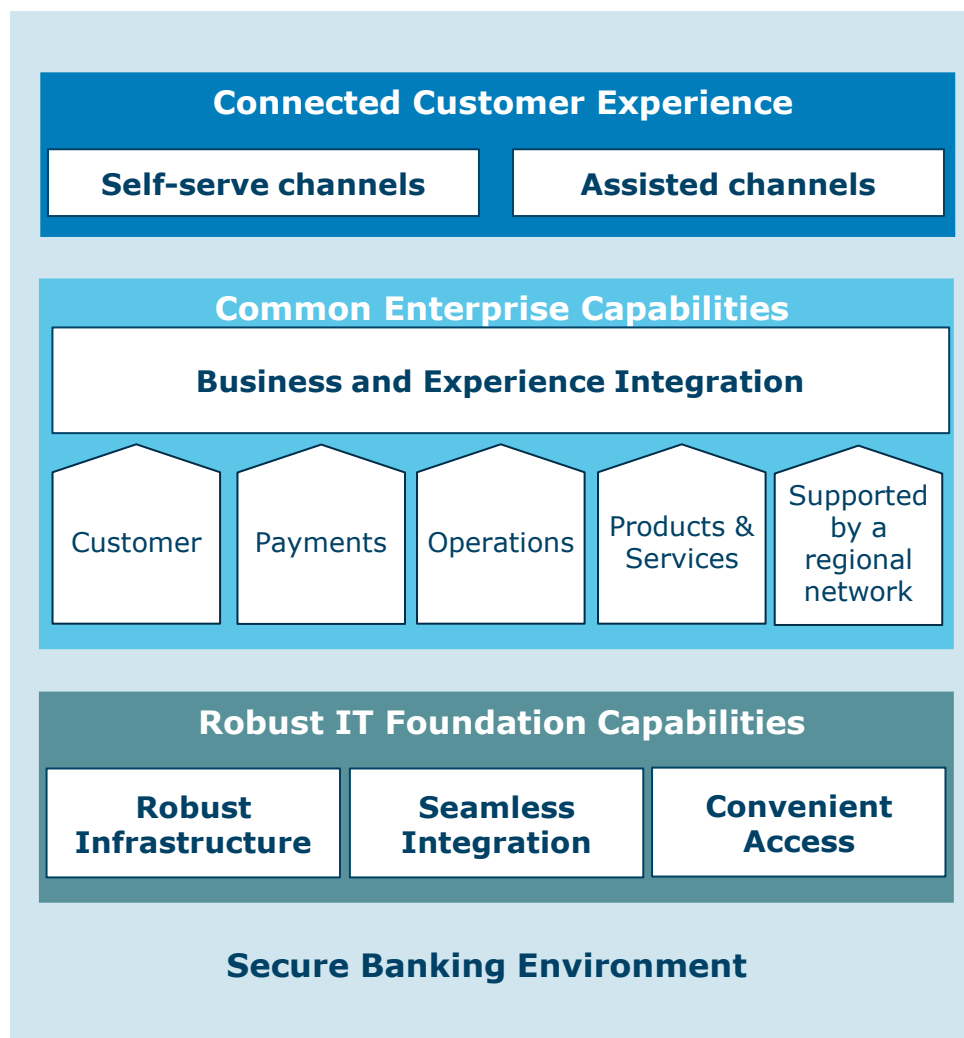 Connected Customer Experience
Self-serve channels
Assisted channels
Common Enterprise Capabilities
Business and Experience Integration
Customer
Payments
Operations
Products &
Services
Supported
by a
regional
network
Robust IT Foundation Capabilities
Robust
Infrastructure
Seamless
Integration
Convenient
Access
Secure Banking Environment